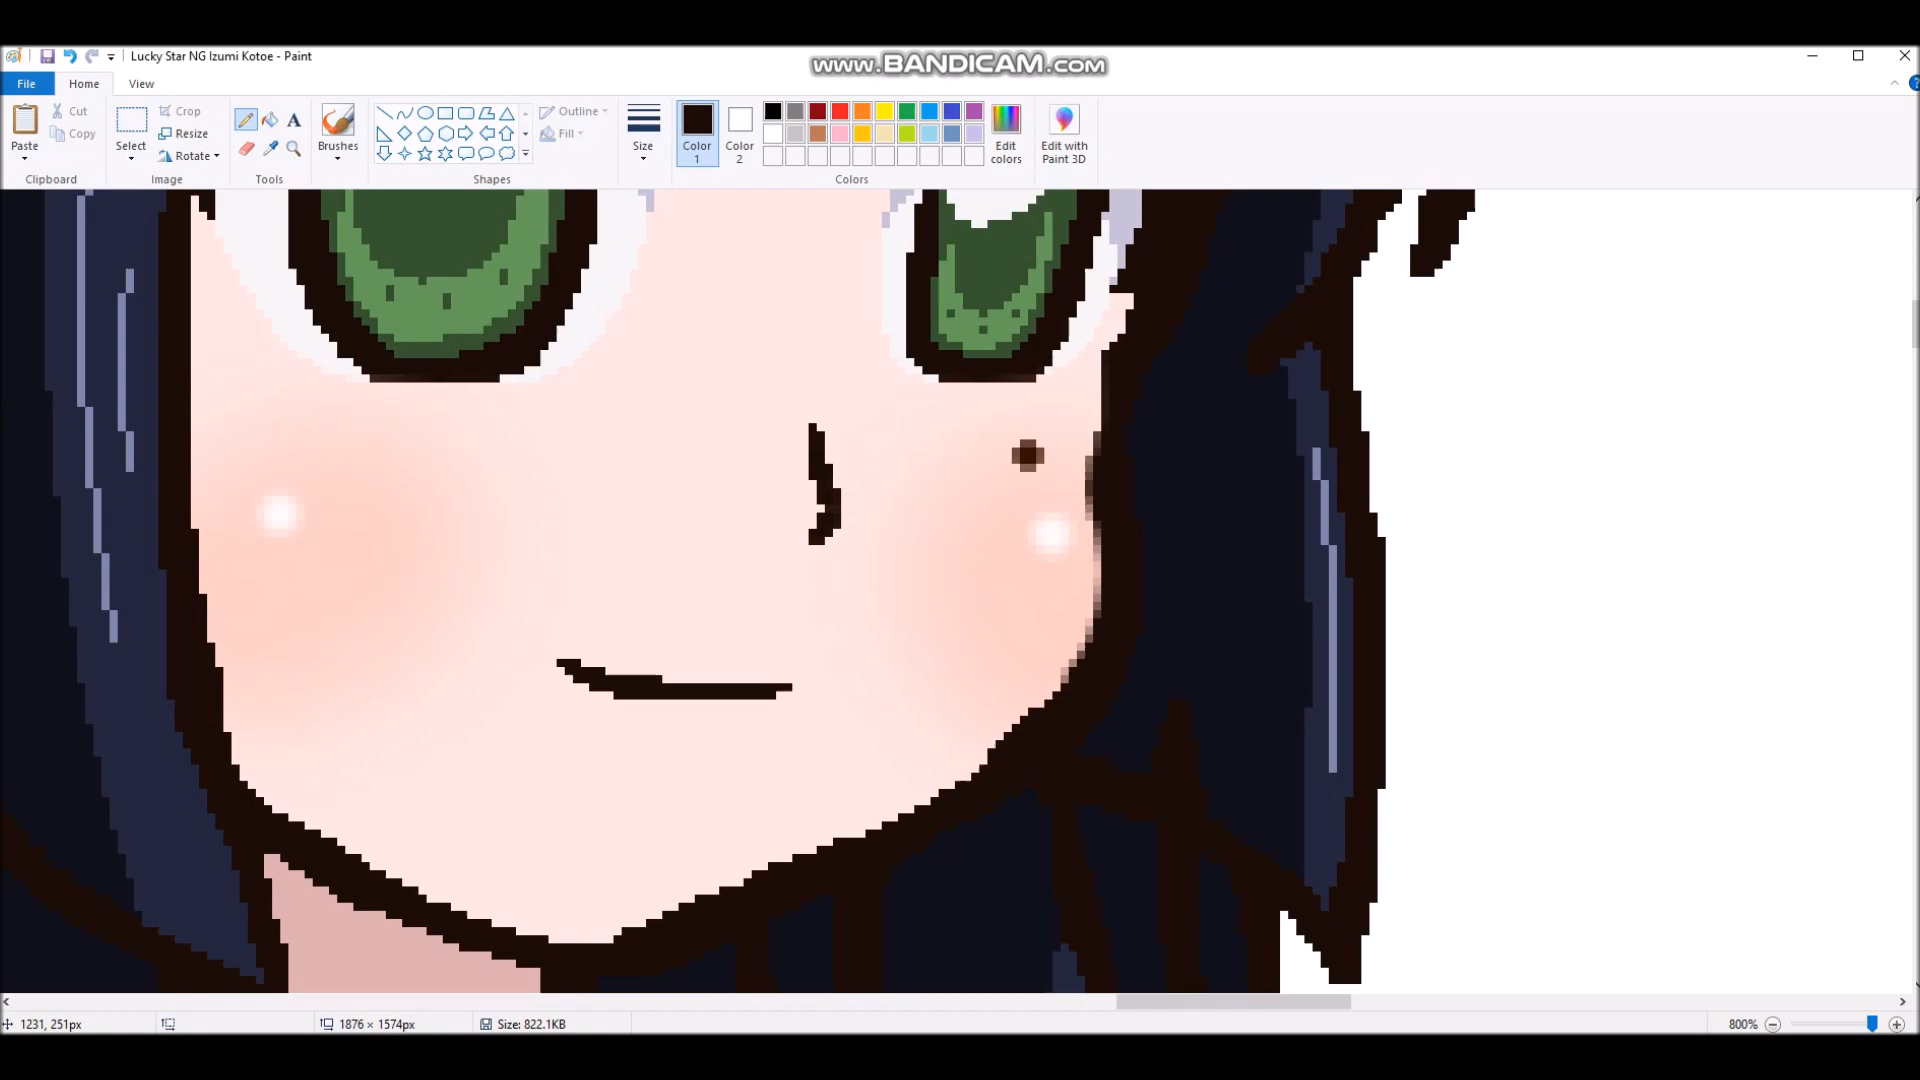 Lucky Star NG Izumi Kotoe - Paint
www.BANDICAM.com
File Home View
Cut
Copy
Paste
Clipboard
Select
Crop
Resize
Rotate
Image
A
Tools
Brushes
Shapes
Outline
Fill
Size
Color 1
Color 2
Edit colors
Colors
Edit with Paint 3D
1231, 251px
1876 × 1574px
Size: 822.1KB
800%